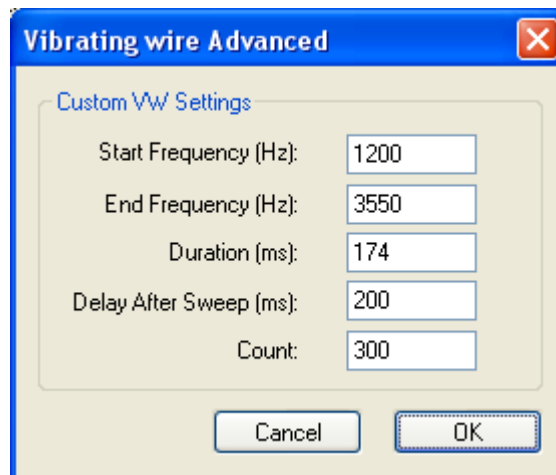 Vibrating wire Advanced
Custom VW Settings
Start Frequency (Hz): 1200
End Frequency (Hz): 3550
Duration (ms): 174
Delay After Sweep (ms): 200
Count: 300
Cancel OK